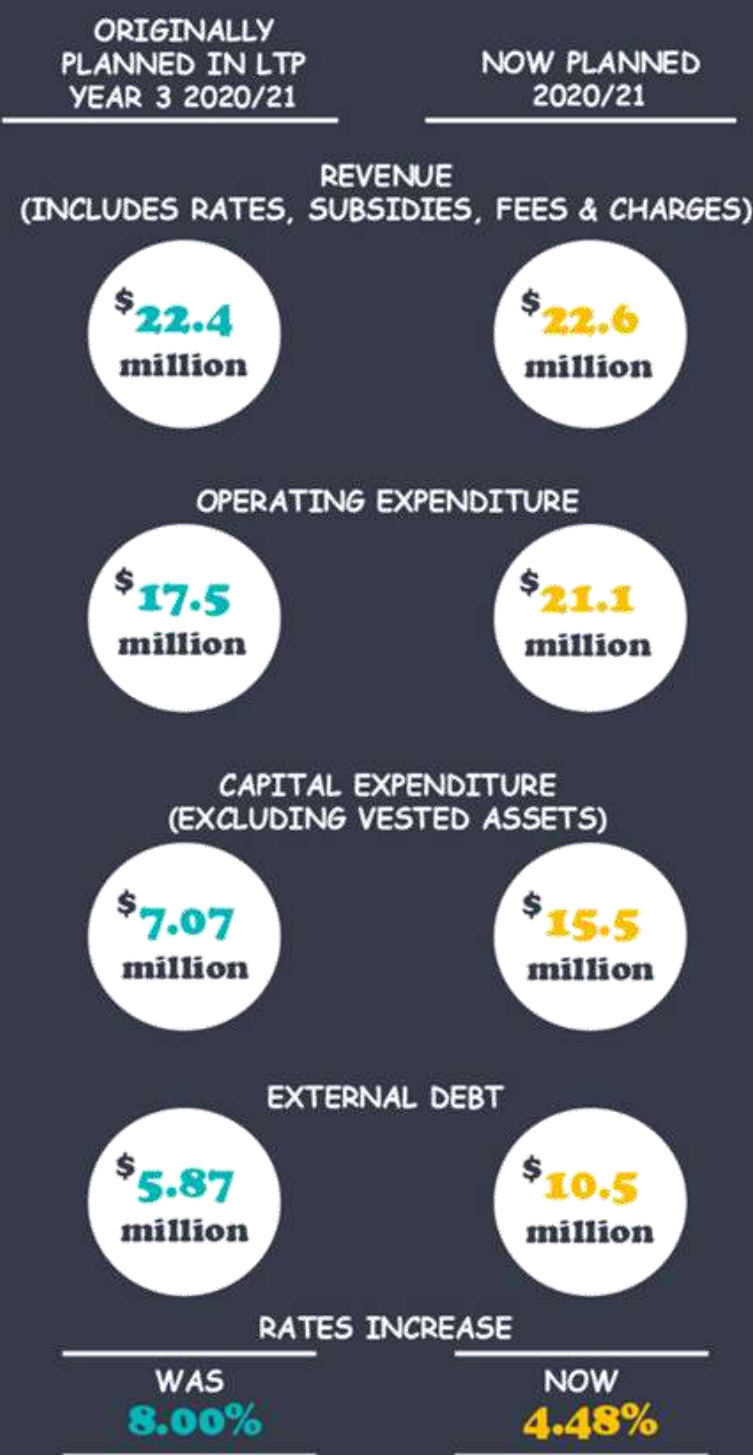 ORIGINALLY
PLANNED IN LTP
YEAR 3 2020/21
NOW PLANNED
2020/21
REVENUE
(INCLUDES RATES, SUBSIDIES, FEES & CHARGES)
$22.4
million
$22.6
million
OPERATING EXPENDITURE
$17.5
million
$21.1
million
CAPITAL EXPENDITURE
(EXCLUDING VESTED ASSETS)
$7.07
million
$15.5
million
EXTERNAL DEBT
$5.87
million
$10.5
million
RATES INCREASE
WAS
8.00%
NOW
4.48%